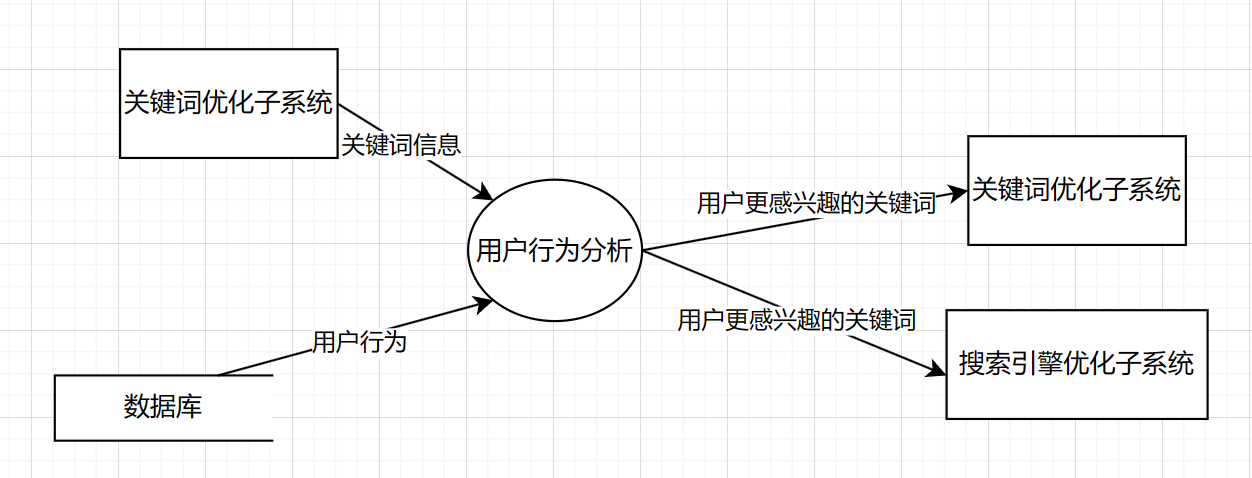 关键词优化子系统
关键词信息
用户行为分析
用户行为
数据库
用户更感兴趣的关键词
关键词优化子系统
用户更感兴趣的关键词
搜索引擎优化子系统